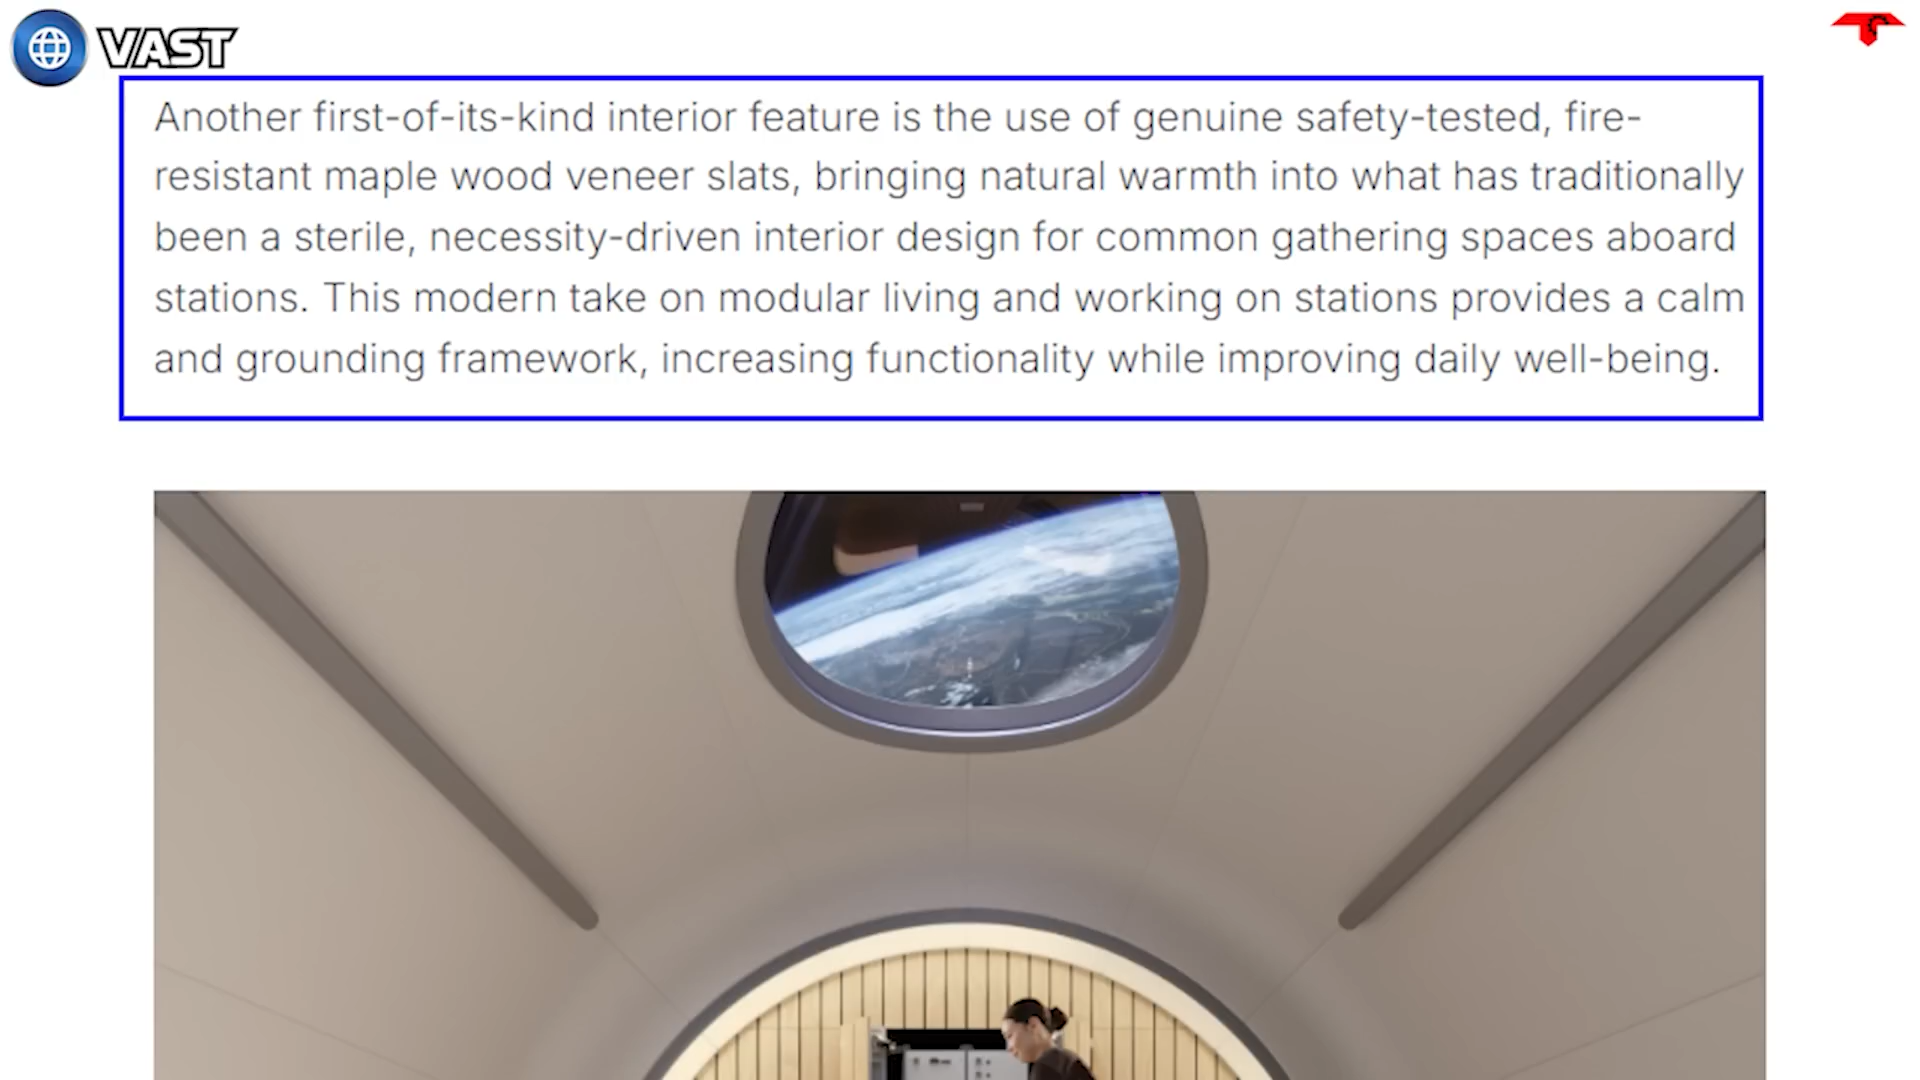 VAST
Another first-of-its-kind interior feature is the use of genuine safety-tested, fire-
resistant maple wood veneer slats, bringing natural warmth into what has traditionally
been a sterile, necessity-driven interior design for common gathering spaces aboard
stations. This modern take on modular living and working on stations provides a calm
and grounding framework, increasing functionality while improving daily well-being.